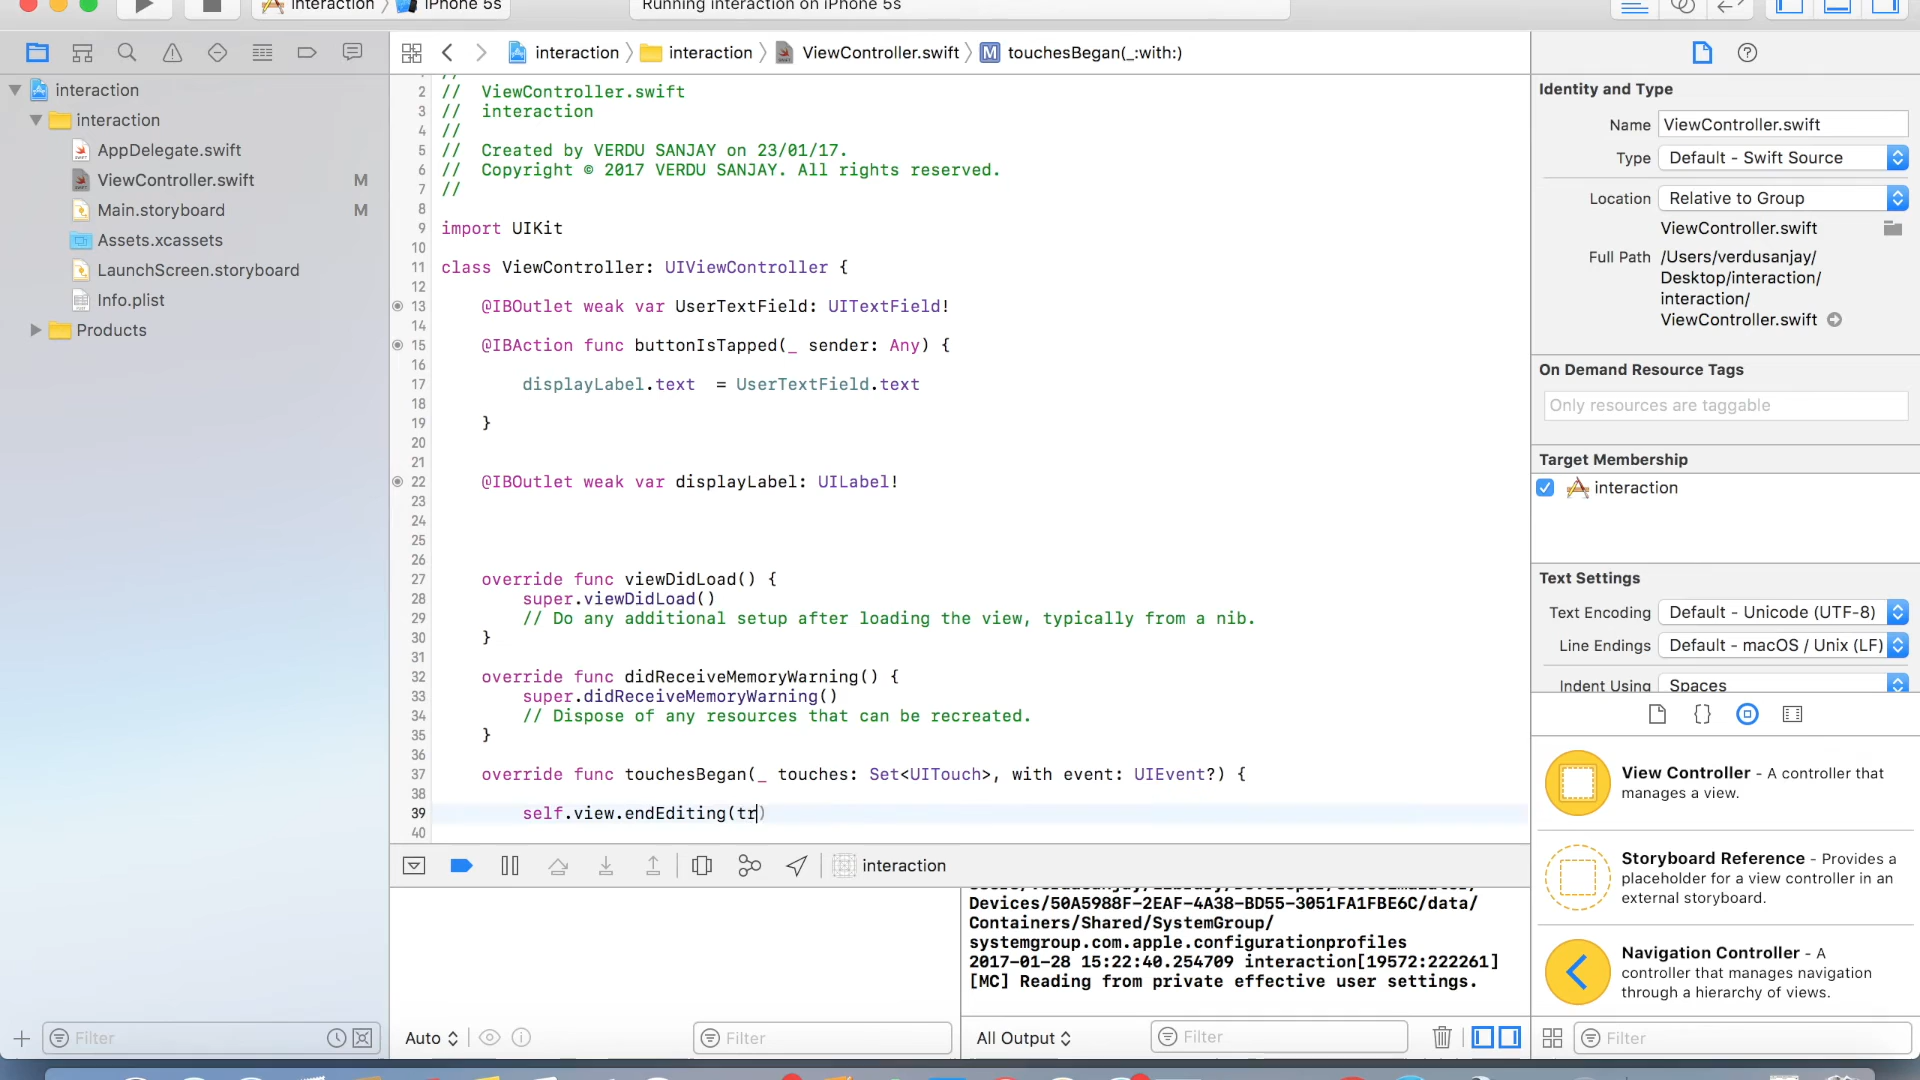 interaction
iPhone 5s
Running interaction on iPhone 5s
interaction
interaction
ViewController.swift
M
touchesBegan(_:with:)
interaction
interaction
AppDelegate.swift
ViewController.swift
M
Main.storyboard
M
Assets.xcassets
LaunchScreen.storyboard
Info.plist
Products
2 // ViewController.swift
3 // interaction
4 //
5 // Created by VERDU SANJAY on 23/01/17.
6 // Copyright © 2017 VERDU SANJAY. All rights reserved.
7 //
8
9 import UIKit
10
11 class ViewController: UIViewController {
12
13 @IBOutlet weak var UserTextField: UITextField!
14
15 @IBAction func buttonIsTapped(_ sender: Any) {
16
17 displayLabel.text  = UserTextField.text
18
19 }
20
21
22 @IBOutlet weak var displayLabel: UILabel!
23
24
25
26
27 override func viewDidLoad() {
28 super.viewDidLoad()
29 // Do any additional setup after loading the view, typically from a nib.
30 }
31
32 override func didReceiveMemoryWarning() {
33 super.didReceiveMemoryWarning()
34 // Dispose of any resources that can be recreated.
35 }
36
37 override func touchesBegan(_ touches: Set<UITouch>, with event: UIEvent?) {
38
39 self.view.endEditing(tr)
40
interaction
Devices/50A5988F-2EAF-4A38-BD55-3051FA1FBE6C/data/
Containers/Shared/SystemGroup/
systemgroup.com.apple.configurationprofiles
2017-01-28 15:22:40.254709 interaction[19572:222261]
[MC] Reading from private effective user settings.
Filter
Auto
Filter
All Output
Filter
Identity and Type
Name ViewController.swift
Type Default - Swift Source
Location Relative to Group
ViewController.swift
Full Path /Users/verdusanjay/
Desktop/interaction/
interaction/
ViewController.swift
On Demand Resource Tags
Only resources are taggable
Target Membership
interaction
Text Settings
Text Encoding Default - Unicode (UTF-8)
Line Endings Default - macOS / Unix (LF)
Indent Using Spaces
{}
View Controller - A controller that
manages a view.
Storyboard Reference - Provides a
placeholder for a view controller in an
external storyboard.
Navigation Controller - A
controller that manages navigation
through a hierarchy of views.
Filter